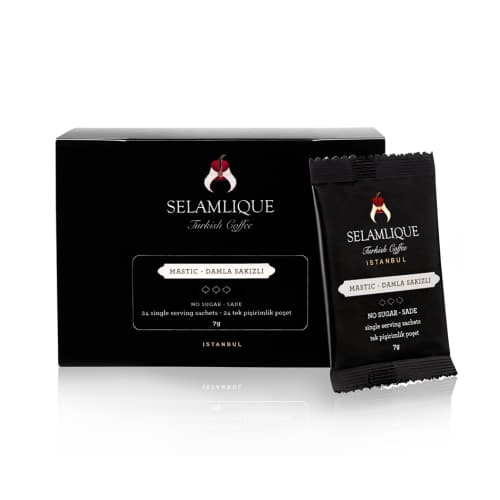 SELAMLIQUE
Turkish Coffee
MASTIC - DAMLA SAKIZLI
NO SUGAR - SADE
24 single serving sachets - 24 tek pişirimlik poşet
7g
ISTANBUL
SELAMLIQUE
Turkish Coffee
ISTANBUL
MASTIC - DAMLA SAKIZLI
NO SUGAR - SADE
single serving sachets
tek pişirimlik poşet
7g